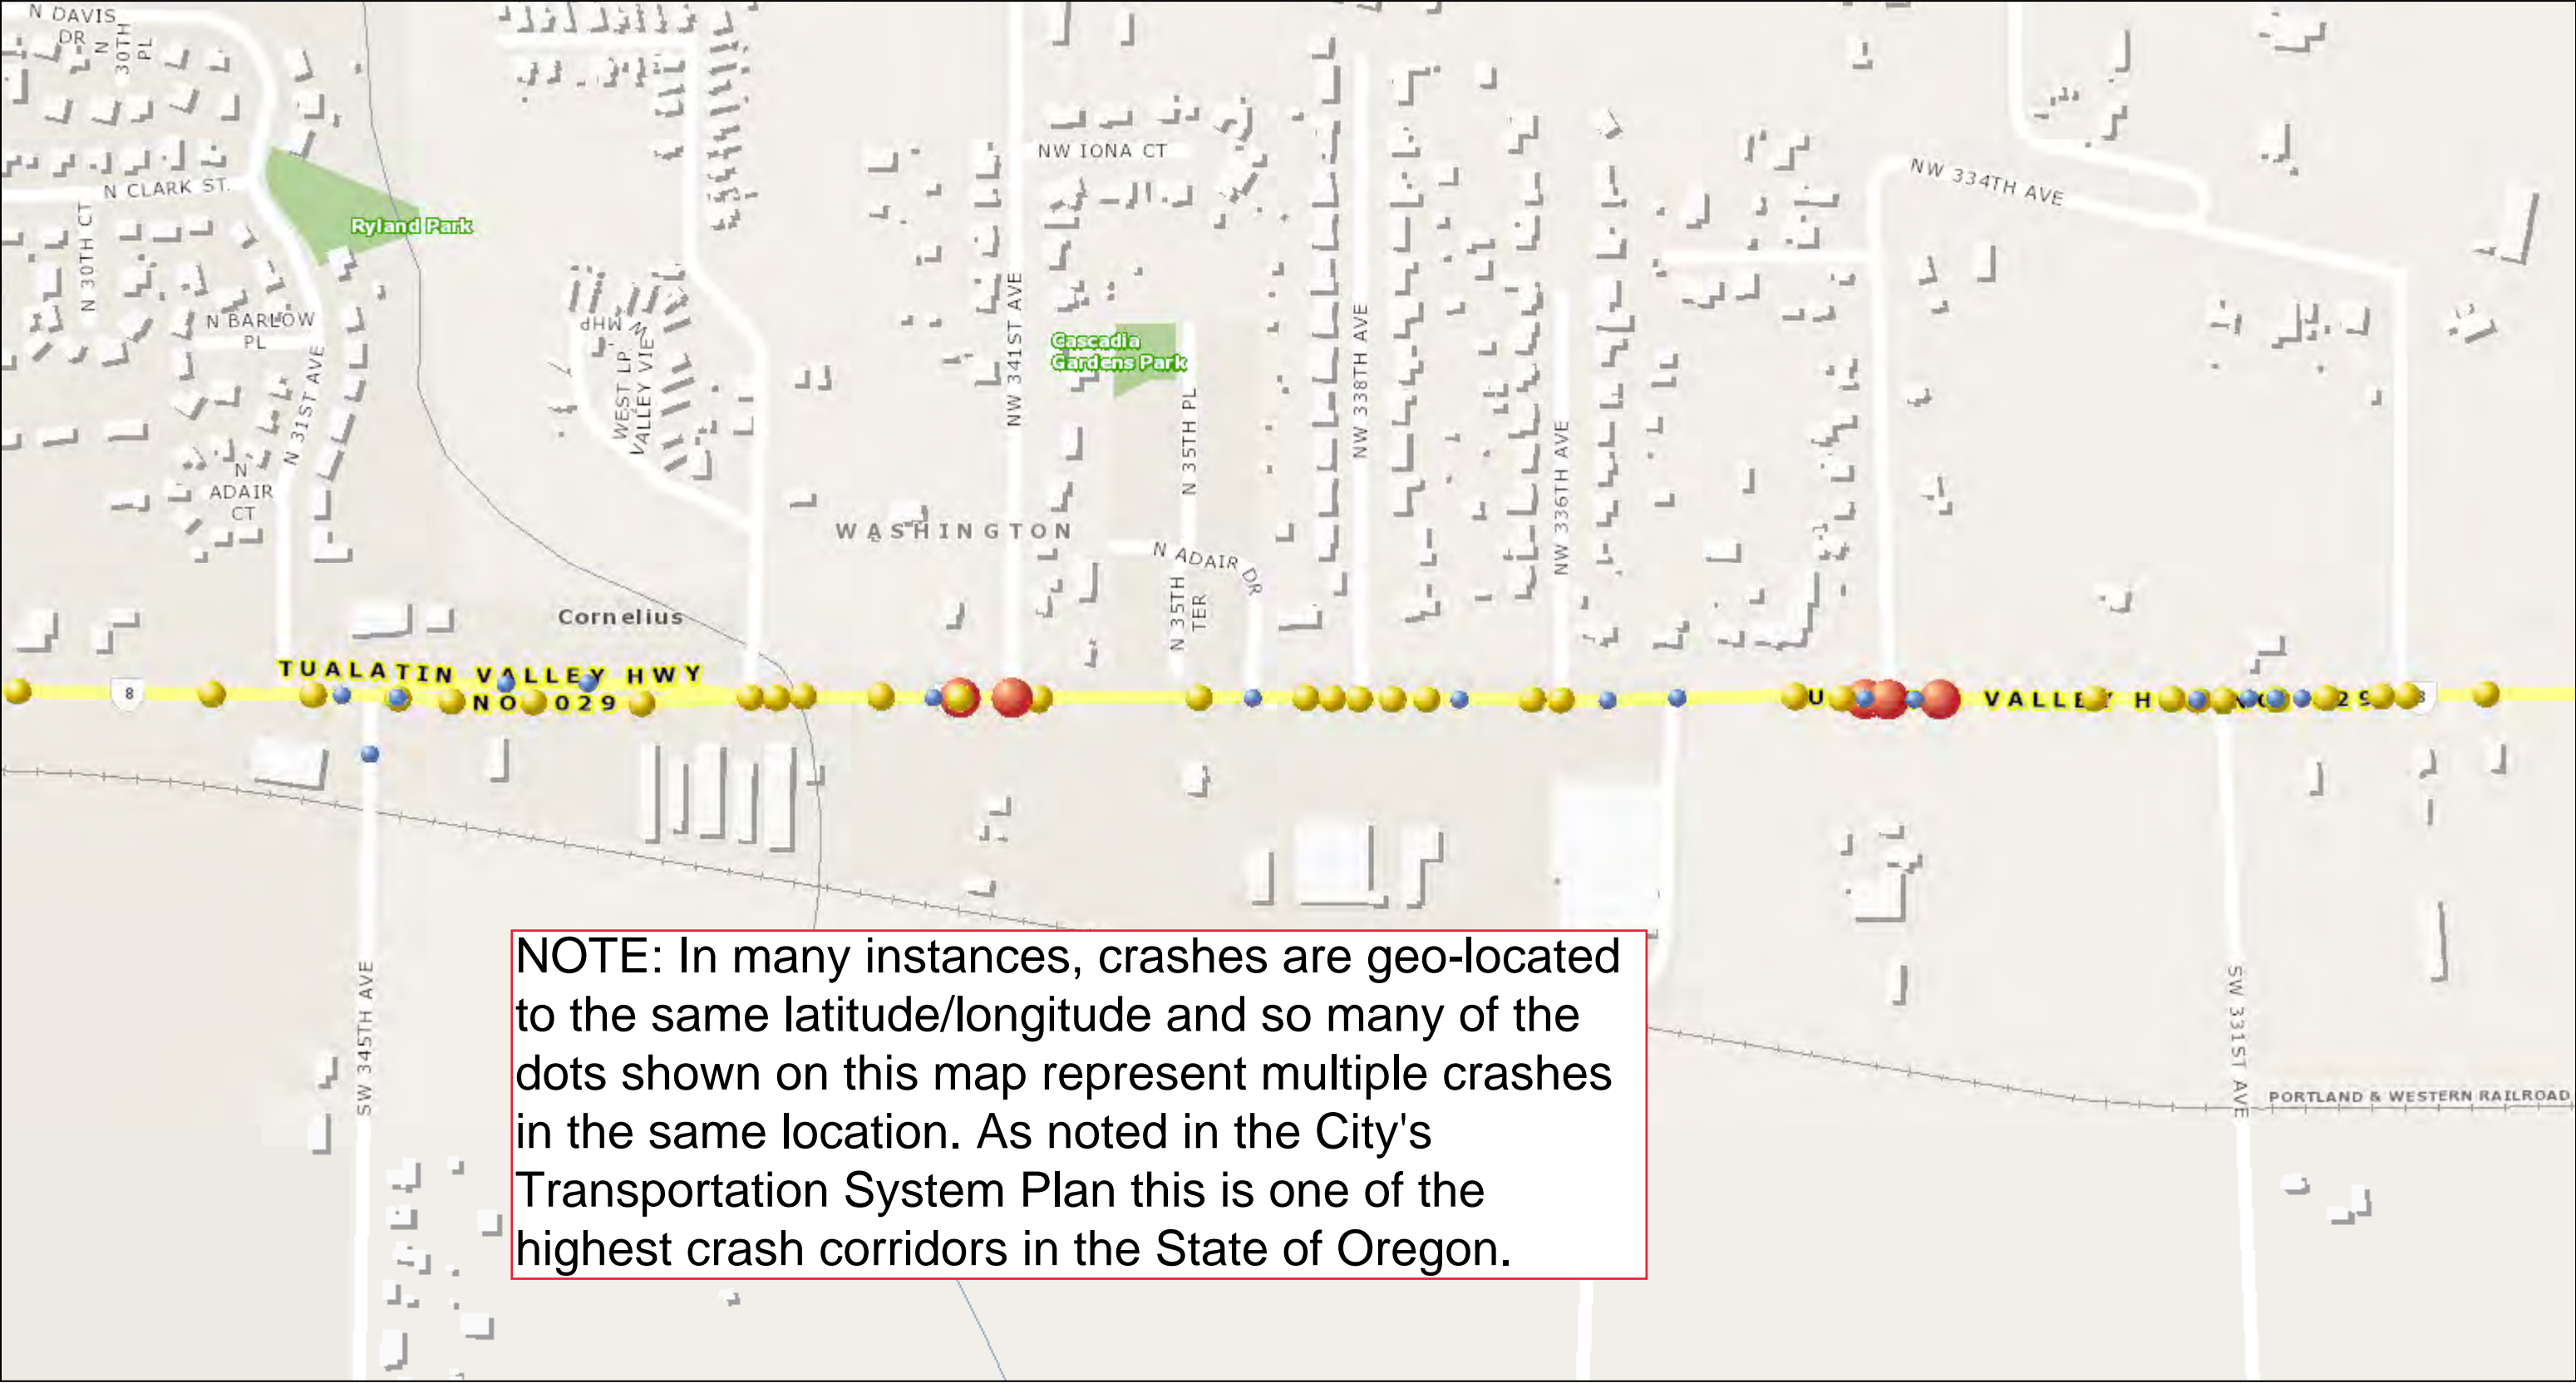 N DAVIS
DR
N
30TH
PL
N CLARK ST.
Ryland Park
N 30TH CT
N BARLOW
PL
N 31ST AVE
N
ADAIR
CT
MHP
WEST LP
VALLEY VIEW
NW IONA CT
NW 341ST AVE
Cascadia
Gardens Park
N 35TH PL
NW 338TH AVE
NW 336TH AVE
NW 334TH AVE
WASHINGTON
N ADAIR DR
N 35TH
TER
Cornelius
TUALATIN VALLEY HWY
NO 029
8
U VALLEY H 29
8
SW 345TH AVE
SW 331ST AVE
PORTLAND & WESTERN RAILROAD
NOTE: In many instances, crashes are geo-located
to the same latitude/longitude and so many of the
dots shown on this map represent multiple crashes
in the same location. As noted in the City's
Transportation System Plan this is one of the
highest crash corridors in the State of Oregon.